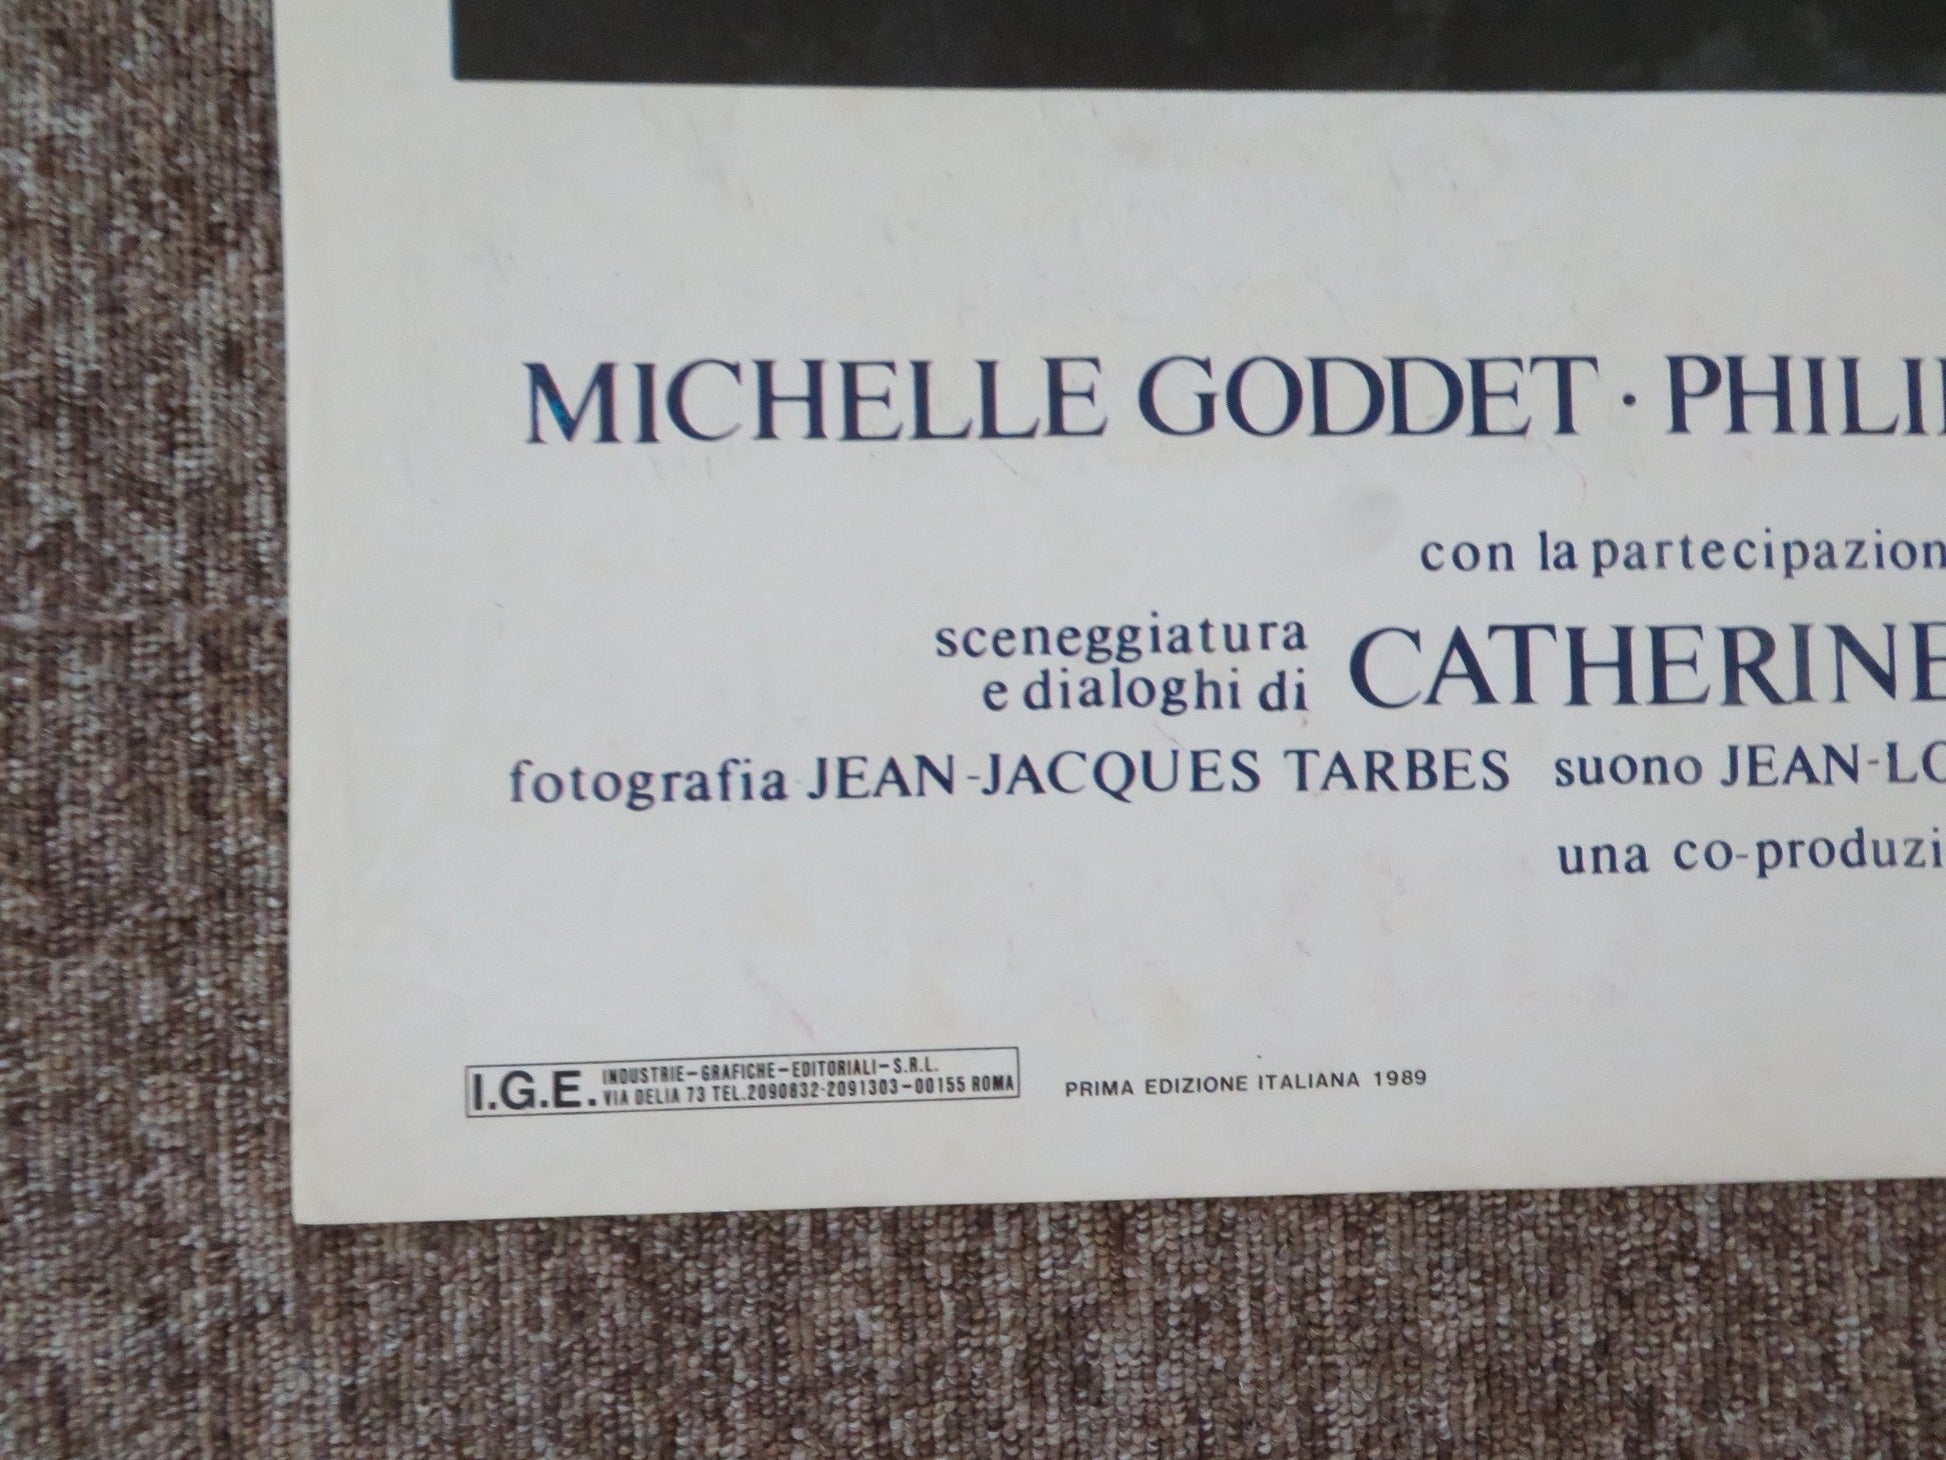 MICHELLE GODDET · PHILI
con la partecipazion
sceneggiatura
e dialoghi di CATHERINE
fotografia JEAN-JACQUES TARBES suono JEAN-LO
una co-produzi
I.G.E. INDUSTRIE-GRAFICHE-EDITORIALI-S.R.L.
VIA DELIA 73 TEL.2090832-2091303-00155 ROMA
PRIMA EDIZIONE ITALIANA 1989